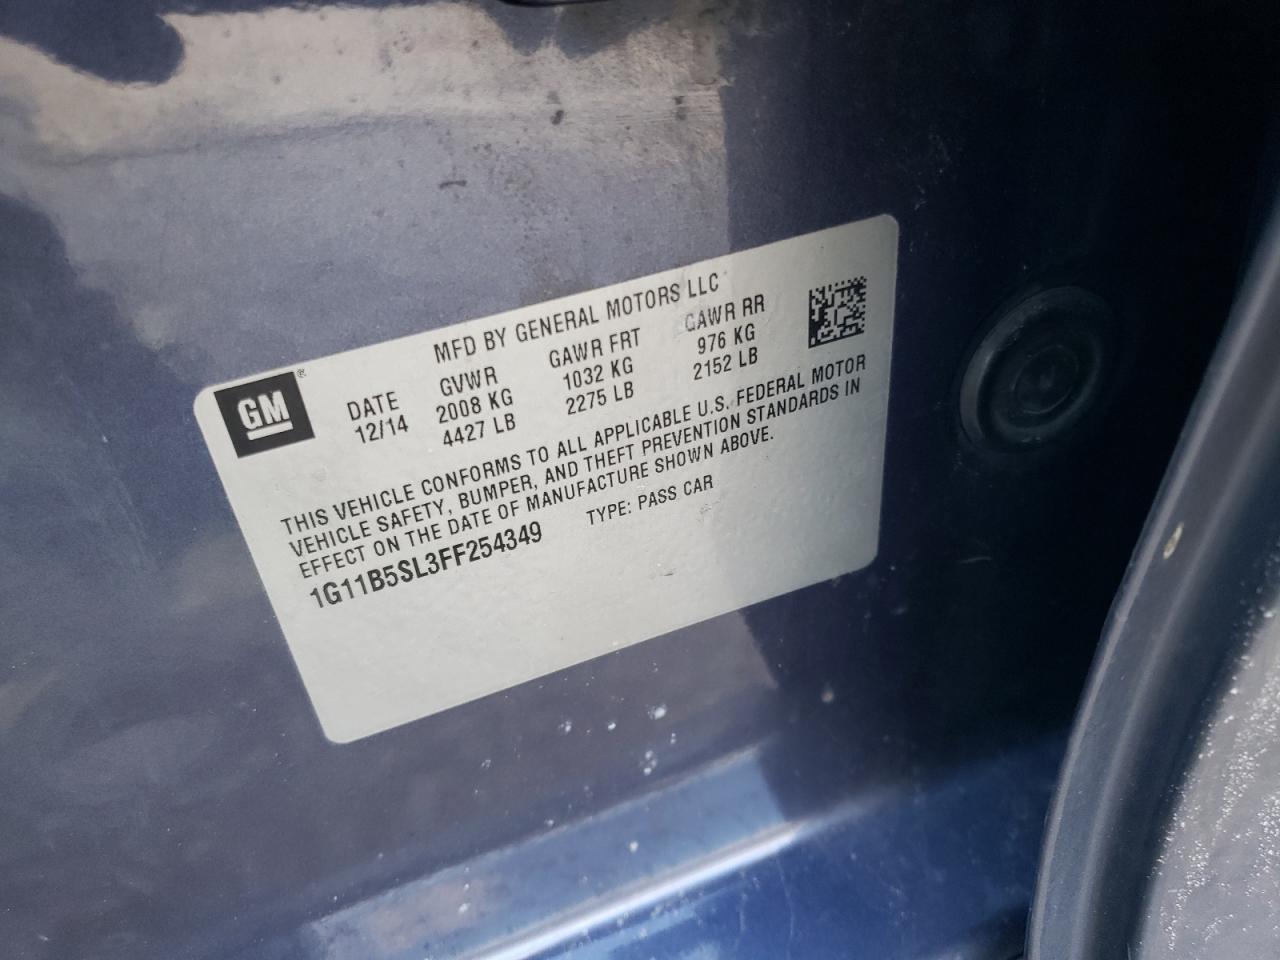 GM®
MFD BY GENERAL MOTORS LLC
DATE GVWR GAWR FRT GAWR RR
12/14 2008 KG 1032 KG 976 KG
4427 LB 2275 LB 2152 LB
THIS VEHICLE CONFORMS TO ALL APPLICABLE U.S. FEDERAL MOTOR
VEHICLE SAFETY, BUMPER, AND THEFT PREVENTION STANDARDS IN
EFFECT ON THE DATE OF MANUFACTURE SHOWN ABOVE.
1G11B5SL3FF254349 TYPE: PASS CAR